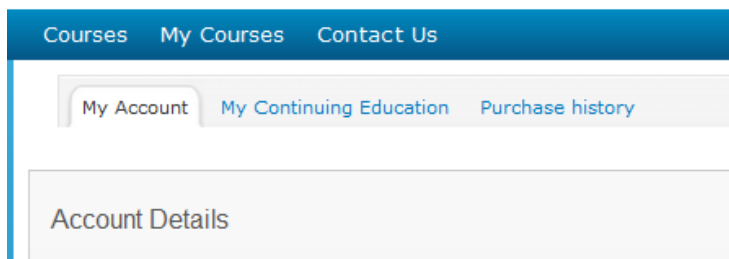 Courses My Courses Contact Us
My Account My Continuing Education Purchase history
Account Details